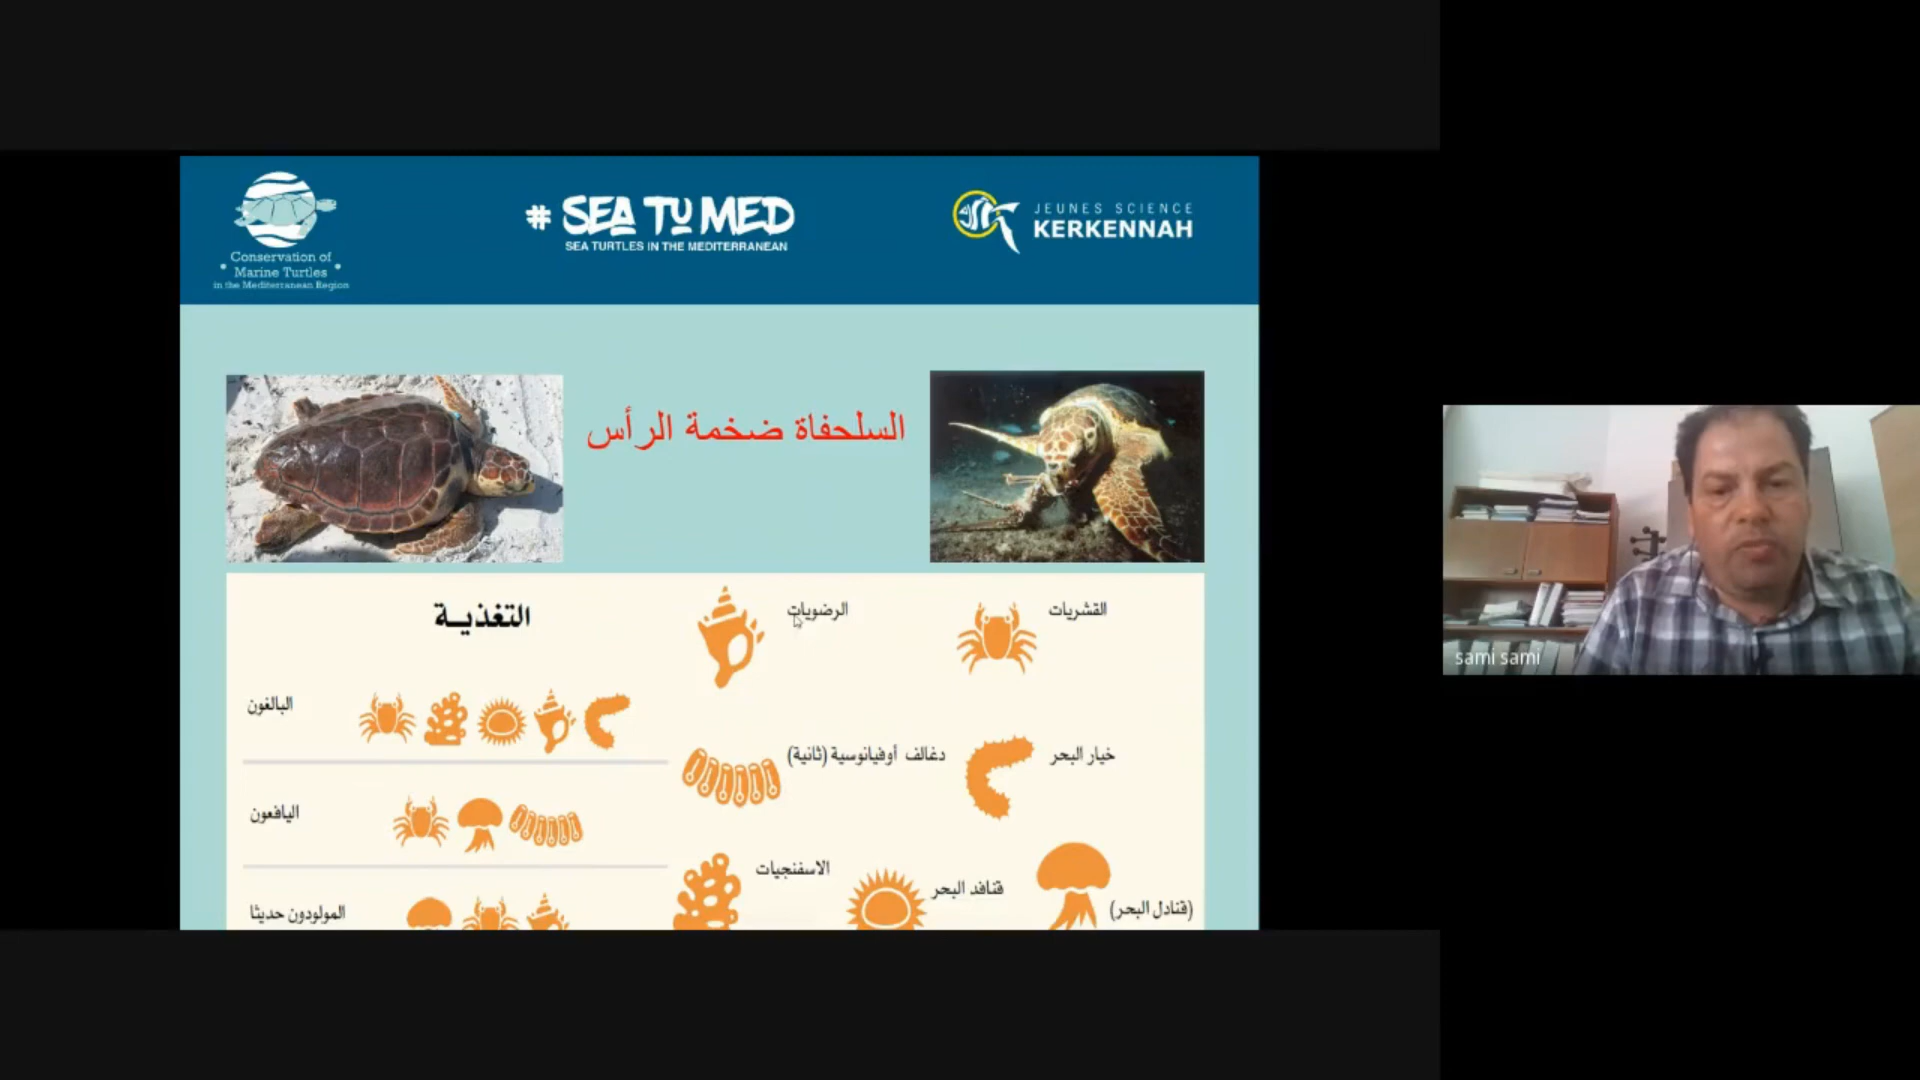 Conservation of
Marine Turtles
in the Mediterranean Region
# SEA TU MED
SEA TURTLES IN THE MEDITERRANEAN
JEUNES SCIENCE
KERKENNAH
السلحفاة ضخمة الرأس
التغذية
الرضويات
القشريات
البالغون
دغالف أوفيانوسية (ثانية)
خيار البحر
اليافعون
الاسفنجيات
قنافد البحر
(قنادل البحر)
المولودون حديثا
sami sami